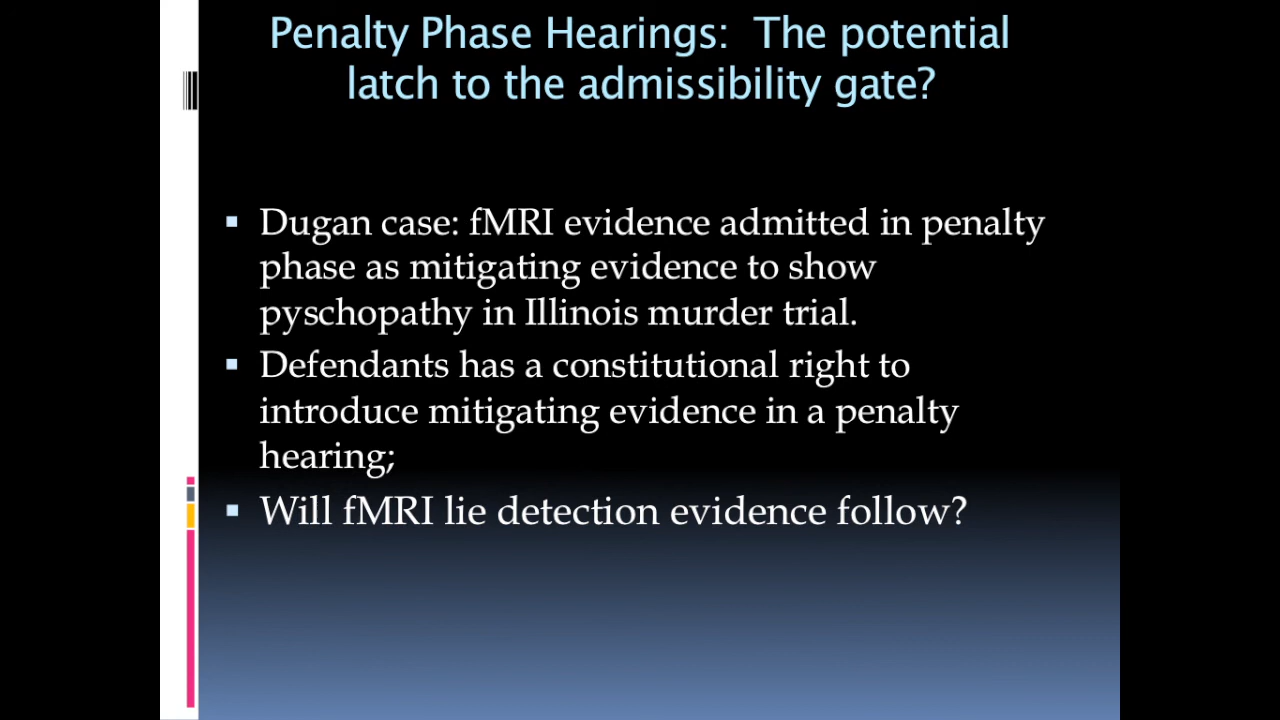 Penalty Phase Hearings: The potential
latch to the admissibility gate?
▪ Dugan case: fMRI evidence admitted in penalty
phase as mitigating evidence to show
pyschopathy in Illinois murder trial.
▪ Defendants has a constitutional right to
introduce mitigating evidence in a penalty
hearing;
▪ Will fMRI lie detection evidence follow?